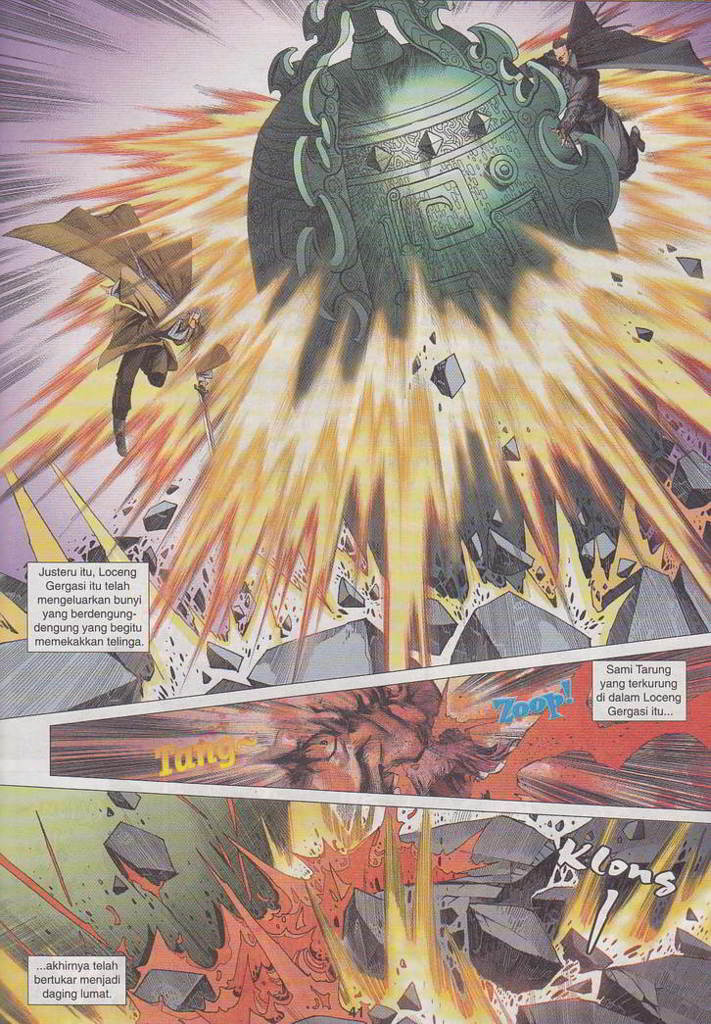 Justeru itu, Loceng
Gergasi itu telah
mengeluarkan bunyi
yang berdengung-
dengung yang begitu
memekakkan telinga.
Sami Tarung
yang terkurung
di dalam Loceng
Gergasi itu...
Zoop!
Tang~
Klong
!
...akhirnya telah
bertukar menjadi
daging lumat.
41